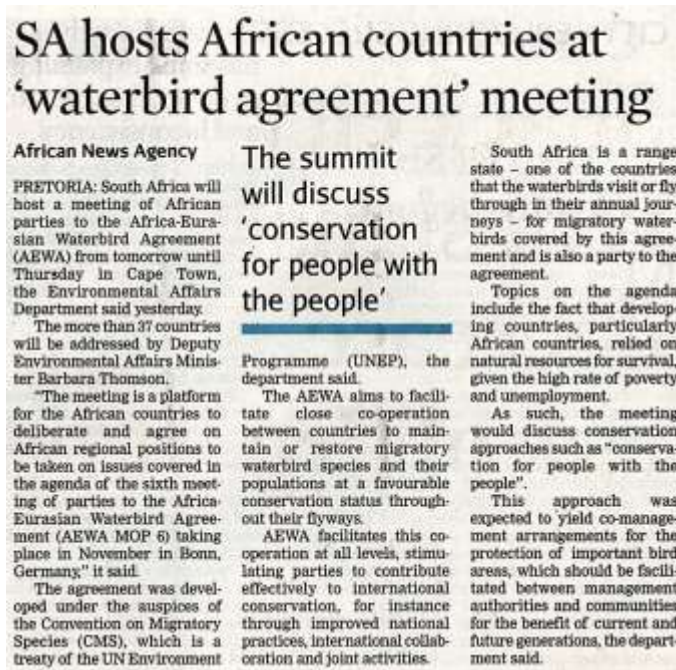 SA hosts African countries at
‘waterbird agreement’ meeting
African News Agency
PRETORIA: South Africa will
host a meeting of African
parties to the Africa-Eura-
sian Waterbird Agreement
(AEWA) from tomorrow until
Thursday in Cape Town,
the Environmental Affairs
Department said yesterday.
The more than 37 countries
will be addressed by Deputy
Environmental Affairs Minis-
ter Barbara Thomson.
"The meeting is a platform
for the African countries to
deliberate and agree on
African regional positions to
be taken on issues covered in
the agenda of the sixth meet-
ing of parties to the Africa-
Eurasian Waterbird Agree-
ment (AEWA MOP 6) taking
place in November in Bonn,
Germany," it said.
The agreement was devel-
oped under the auspices of
the Convention on Migratory
Species (CMS), which is a
treaty of the UN Environment
The summit
will discuss
‘conservation
for people with
the people’
Programme (UNEP), the
department said.
The AEWA aims to facili-
tate close co-operation
between countries to main-
tain or restore migratory
waterbird species and their
populations at a favourable
conservation status through-
out their flyways.
AEWA facilitates this co-
operation at all levels, stimu-
lating parties to contribute
effectively to international
conservation, for instance
through improved national
practices, international collab-
oration and joint activities.
South Africa is a range
state – one of the countries
that the waterbirds visit or fly
through in their annual jour-
neys – for migratory water-
birds covered by this agree-
ment and is also a party to the
agreement.
Topics on the agenda
include the fact that develop-
ing countries, particularly
African countries, relied on
natural resources for survival,
given the high rate of poverty
and unemployment.
As such, the meeting
would discuss conservation
approaches such as "conserva-
tion for people with the
people".
This approach was
expected to yield co-manage-
ment arrangements for the
protection of important bird
areas, which should be facili-
tated between management
authorities and communities
for the benefit of current and
future generations, the depart-
ment said.